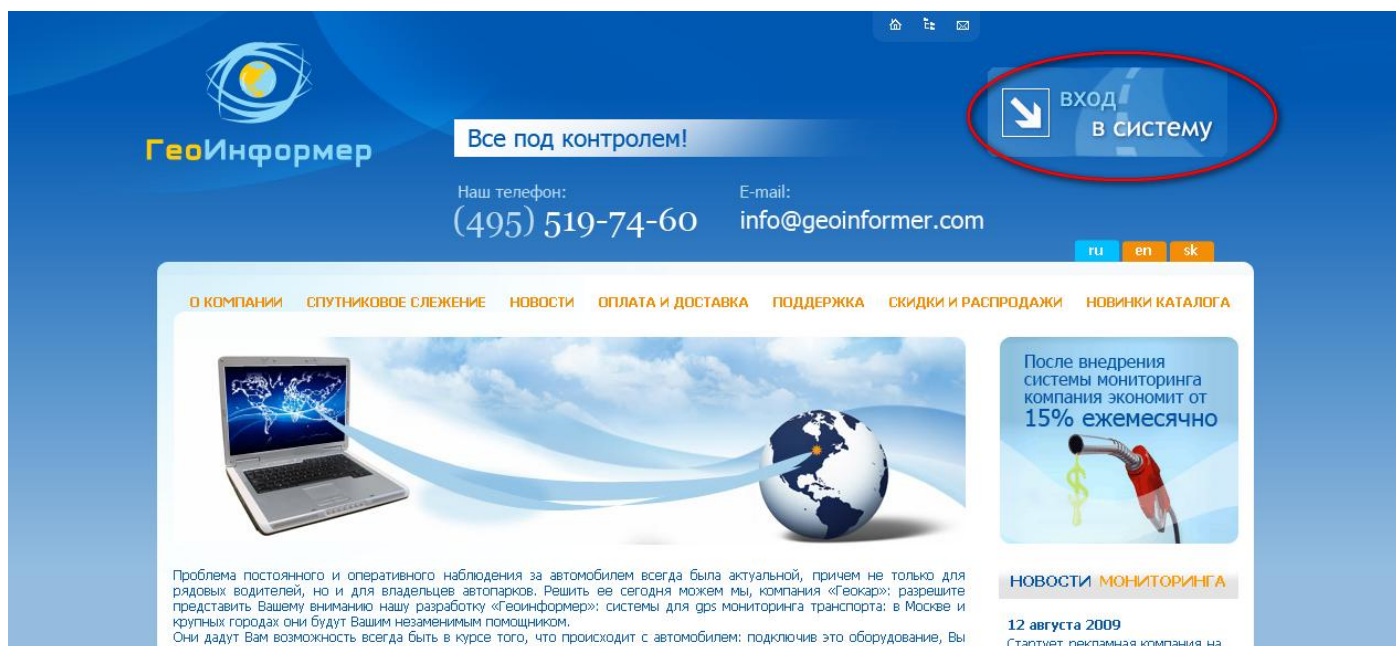 ГеоИнформер
Все под контролем!
вход
в систему
Наш телефон:
(495) 519-74-60
E-mail:
info@geoinformer.com
ru en sk
О КОМПАНИИ СПУТНИКОВОЕ СЛЕЖЕНИЕ НОВОСТИ ОПЛАТА И ДОСТАВКА ПОДДЕРЖКА СКИДКИ И РАСПРОДАЖИ НОВИНКИ КАТАЛОГА
После внедрения
системы мониторинга
компания экономит от
15% ежемесячно
Проблема постоянного и оперативного наблюдения за автомобилем всегда была актуальной, причем не только для
рядовых водителей, но и для владельцев автопарков. Решить ее сегодня можем мы, компания «Геокар»: разрешите
представить Вашему вниманию нашу разработку «Геоинформер»: системы для gps мониторинга транспорта: в Москве и
крупных городах они будут Вашим незаменимым помощником.
Они дадут Вам возможность всегда быть в курсе того, что происходит с автомобилем: подключив это оборудование, Вы
НОВОСТИ МОНИТОРИНГА
12 августа 2009
Стартует рекламная компания на